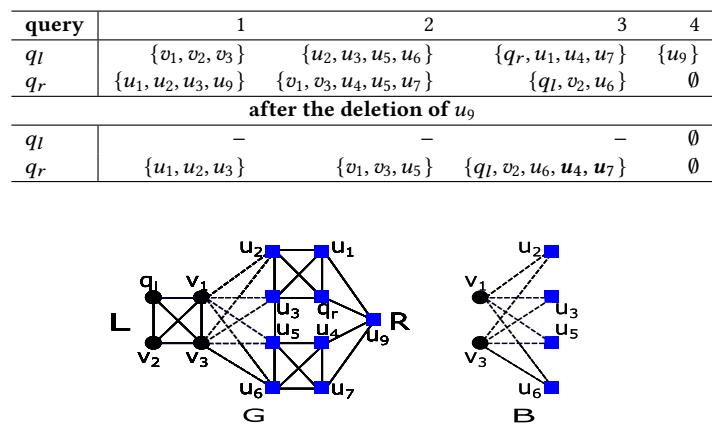 query 1 2 3 4
q_l {v_1, v_2, v_3} {u_2, u_3, u_5, u_6} {q_r, u_1, u_4, u_7} {u_9}
q_r {u_1, u_2, u_3, u_9} {v_1, v_3, u_4, u_5, u_7} {q_l, v_2, u_6} ∅
after the deletion of u_9
q_l – – – ∅
q_r {u_1, u_2, u_3} {v_1, v_3, u_5} {q_l, v_2, u_6, u_4, u_7} ∅
u_2 u_1 u_2
q_l v_1 v_1
u_3 q_r u_3
L R
u_5 u_4 u_9 u_5
v_2 v_3 v_3
u_6 u_7 u_6
G B